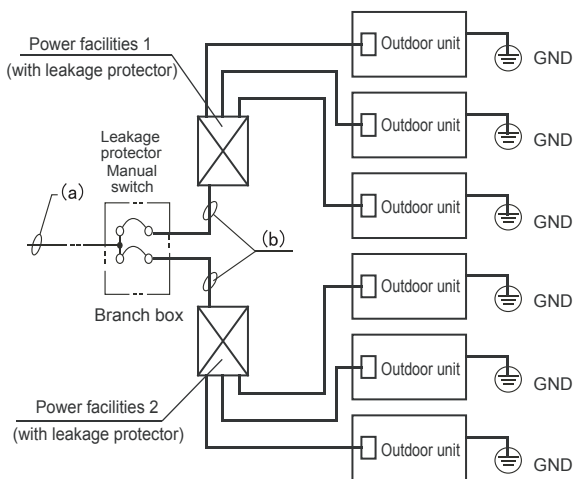 Power facilities 1
(with leakage protector)
Leakage
protector
Manual
switch
(a)
(b)
Branch box
Power facilities 2
(with leakage protector)
Outdoor unit
GND
Outdoor unit
GND
Outdoor unit
GND
Outdoor unit
GND
Outdoor unit
GND
Outdoor unit
GND